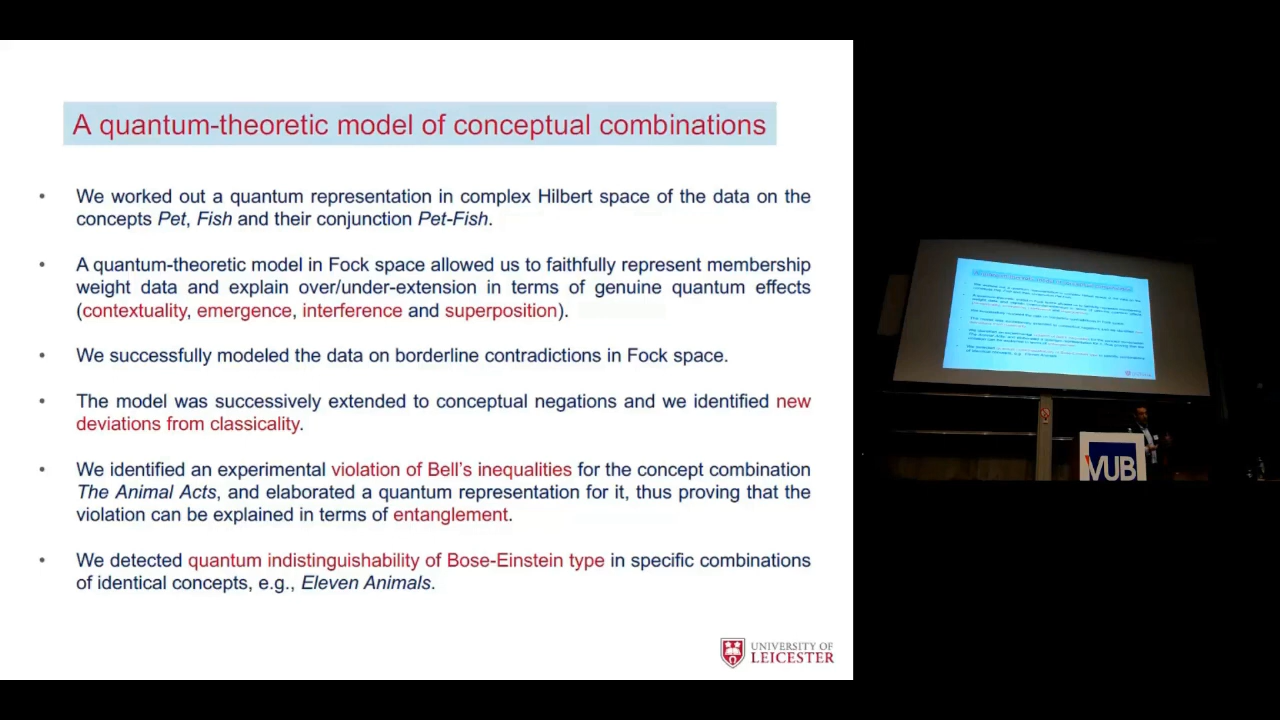 A quantum-theoretic model of conceptual combinations
• We worked out a quantum representation in complex Hilbert space of the data on the
concepts Pet, Fish and their conjunction Pet-Fish.
• A quantum-theoretic model in Fock space allowed us to faithfully represent membership
weight data and explain over/under-extension in terms of genuine quantum effects
(contextuality, emergence, interference and superposition).
• We successfully modeled the data on borderline contradictions in Fock space.
• The model was successively extended to conceptual negations and we identified new
deviations from classicality.
• We identified an experimental violation of Bell's inequalities for the concept combination
The Animal Acts, and elaborated a quantum representation for it, thus proving that the
violation can be explained in terms of entanglement.
• We detected quantum indistinguishability of Bose-Einstein type in specific combinations
of identical concepts, e.g., Eleven Animals.
UNIVERSITY OF
LEICESTER
VUB